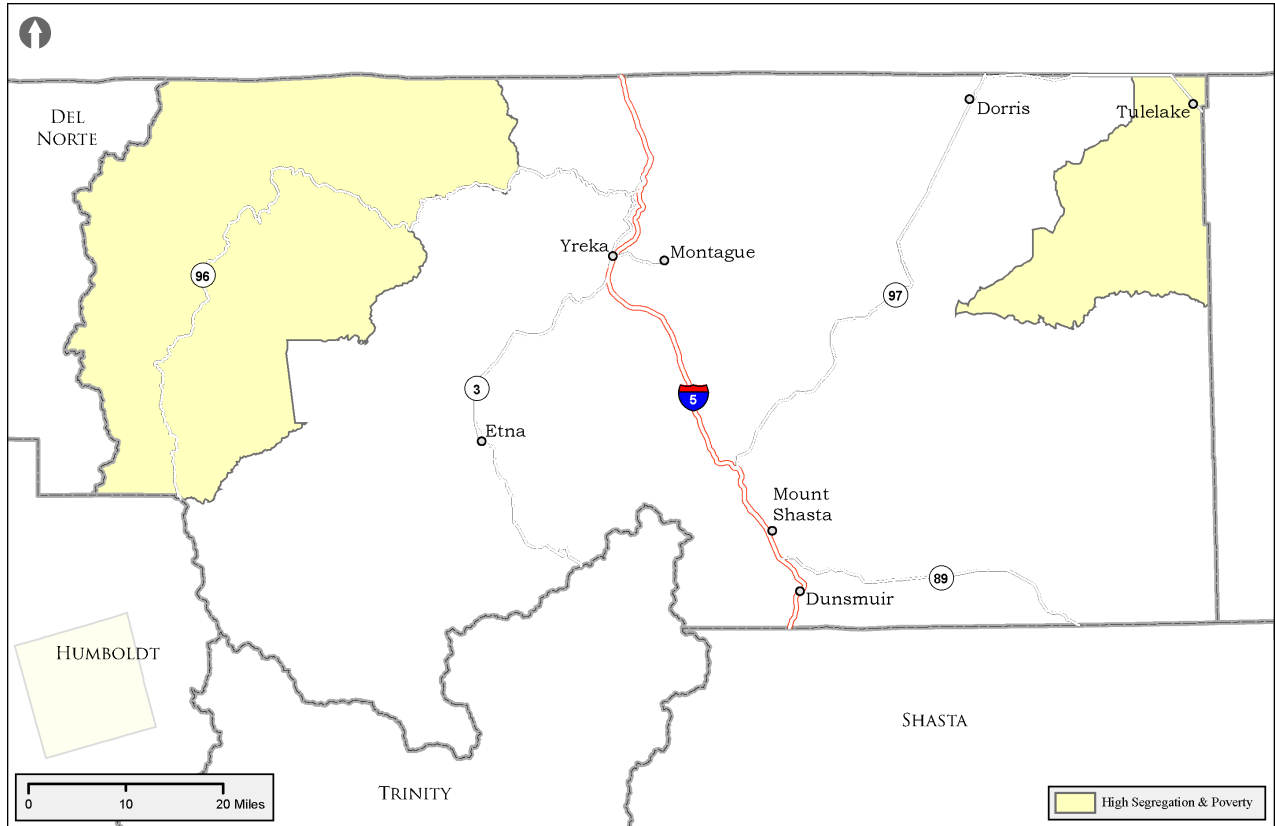 DEL
NORTE
Dorris
Tulelake
Yreka
Montague
96
97
3
5
Etna
Mount
Shasta
89
Dunsmuir
HUMBOLDT
SHASTA
TRINITY
0 10 20 Miles
High Segregation & Poverty